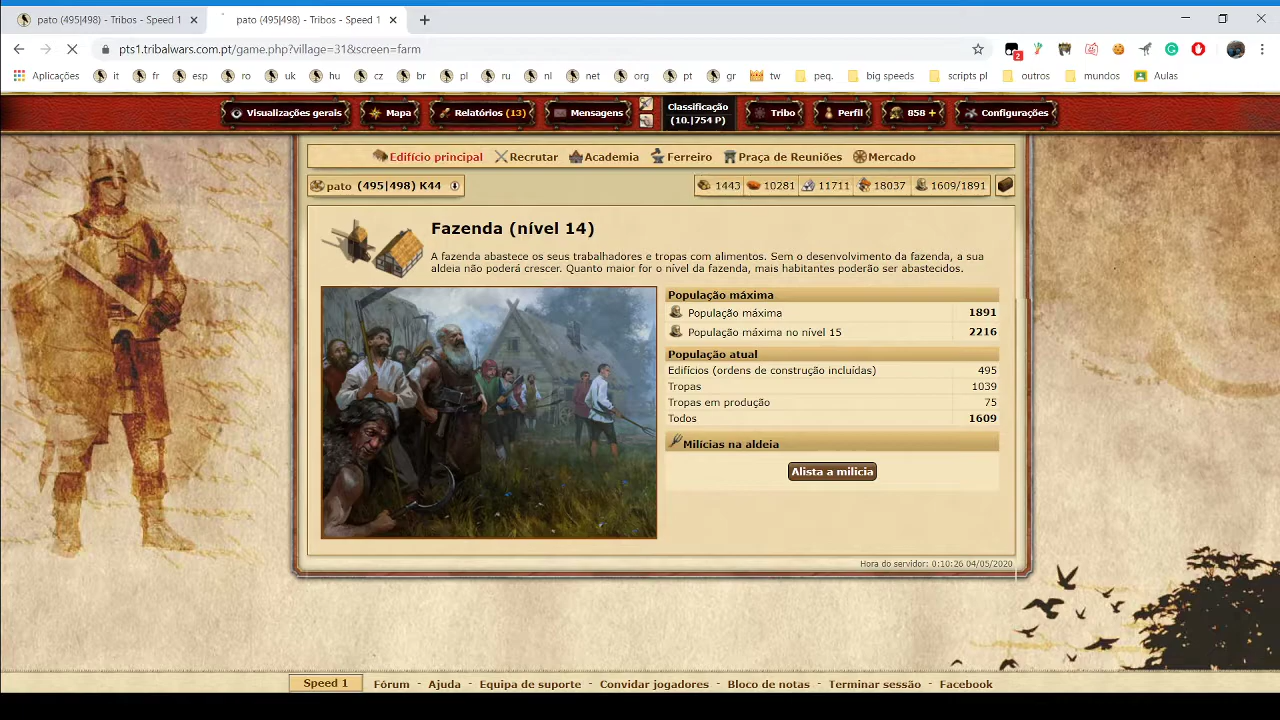 pato (495|498) - Tribos - Speed 1
pato (495|498) - Tribos - Speed 1
pts1.tribalwars.com.pt/game.php?village=31&screen=farm
2
Aplicações it fr esp ro uk hu cz br pl ru nl net org pt gr tw peq. big speeds scripts pl outros mundos Aulas
Visualizações gerais Mapa Relatórios (13) Mensagens Classificação (10.|754 P) Tribo Perfil 858 + Configurações
Edifício principal Recrutar Academia Ferreiro Praça de Reuniões Mercado
pato (495|498) K44 1443 10281 11711 18037 1609/1891
Fazenda (nível 14)
A fazenda abastece os seus trabalhadores e tropas com alimentos. Sem o desenvolvimento da fazenda, a sua
aldeia não poderá crescer. Quanto maior for o nível da fazenda, mais habitantes poderão ser abastecidos.
População máxima
População máxima 1891
População máxima no nível 15 2216
População atual
Edifícios (ordens de construção incluídas) 495
Tropas 1039
Tropas em produção 75
Todos 1609
Milícias na aldeia
Alista a milicia
Hora do servidor: 0:10:26 04/05/2020
Speed 1 Fórum - Ajuda - Equipa de suporte - Convidar jogadores - Bloco de notas - Terminar sessão - Facebook